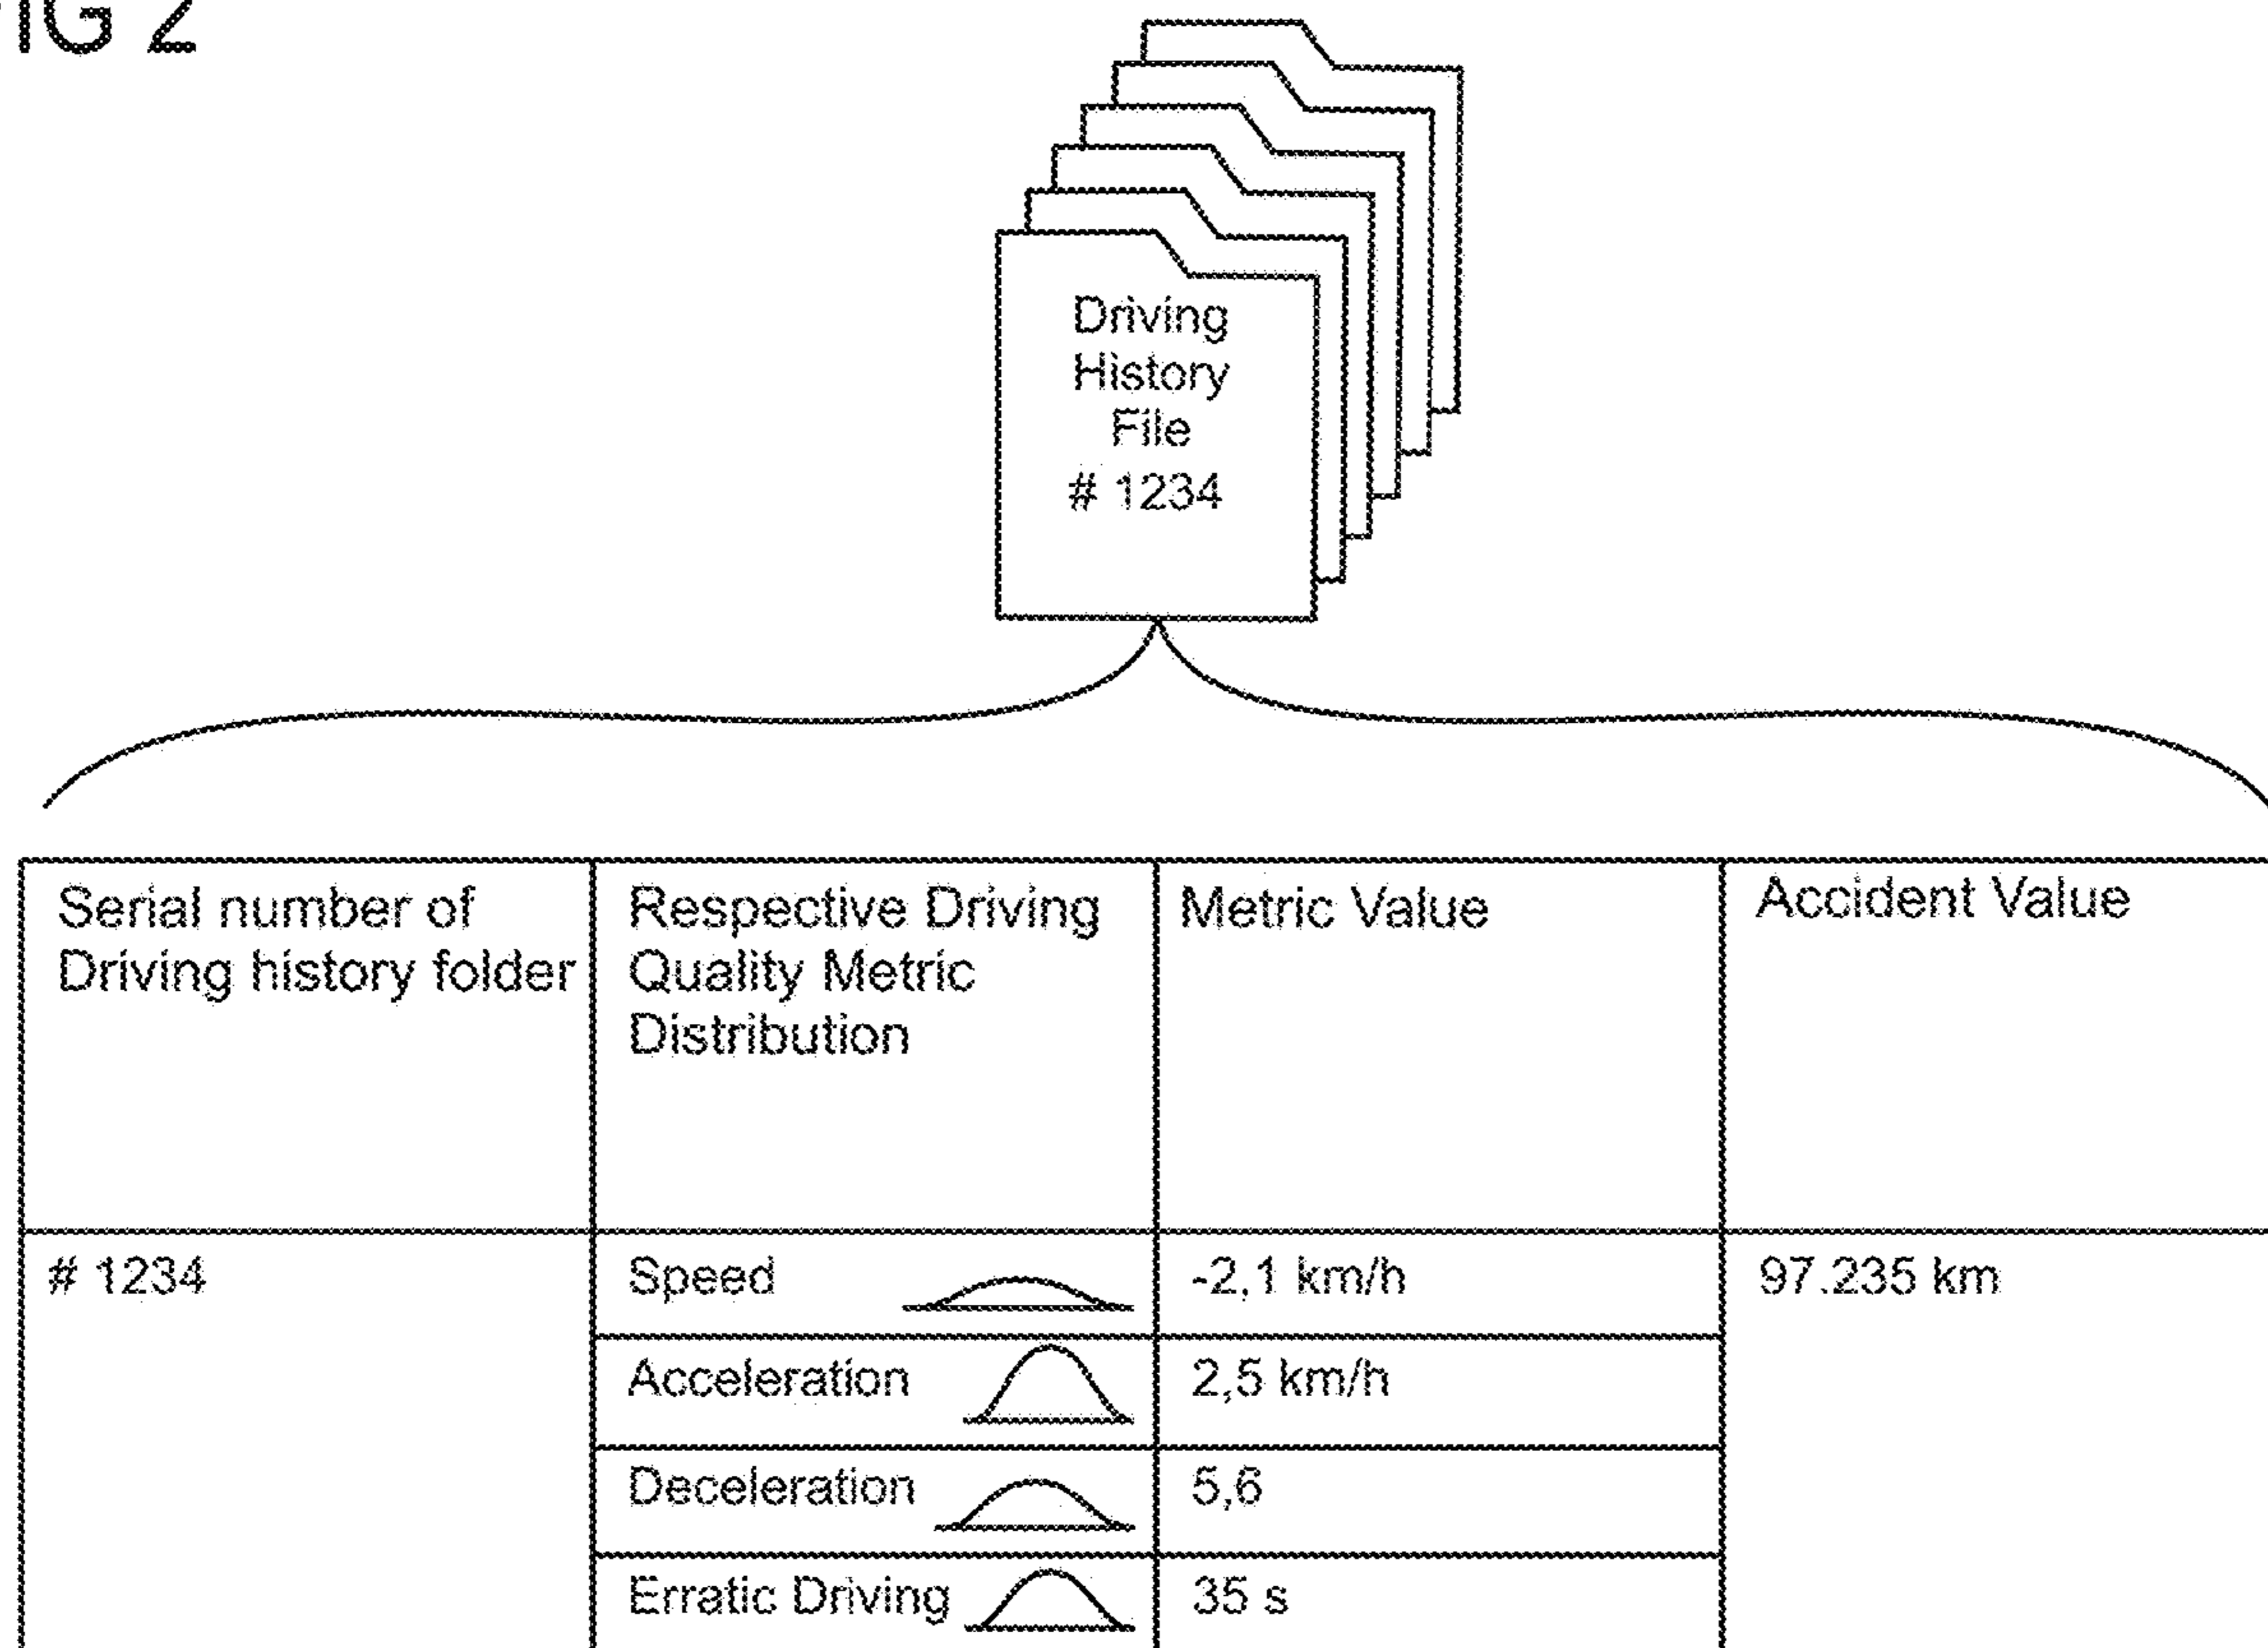 FIG 2
Driving
History
File
# 1234
Serial number of
Driving history folder
Respective Driving
Quality Metric
Distribution
Metric Value
Accident Value
# 1234
Speed
-2,1 km/h
97.235 km
Acceleration
2,5 km/h
Deceleration
5,6
Erratic Driving
35 s